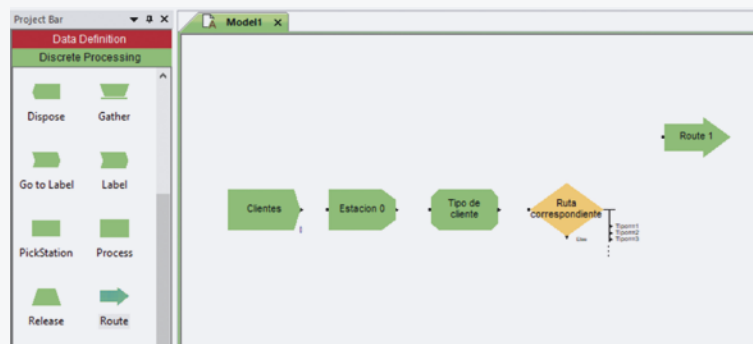 Project Bar
Data Definition
Discrete Processing
Dispose
Gather
Go to Label
Label
PickStation
Process
Release
Route
Model1
Route 1
Clientes
Estacion 0
Tipo de
cliente
Ruta
correspondiente
Else